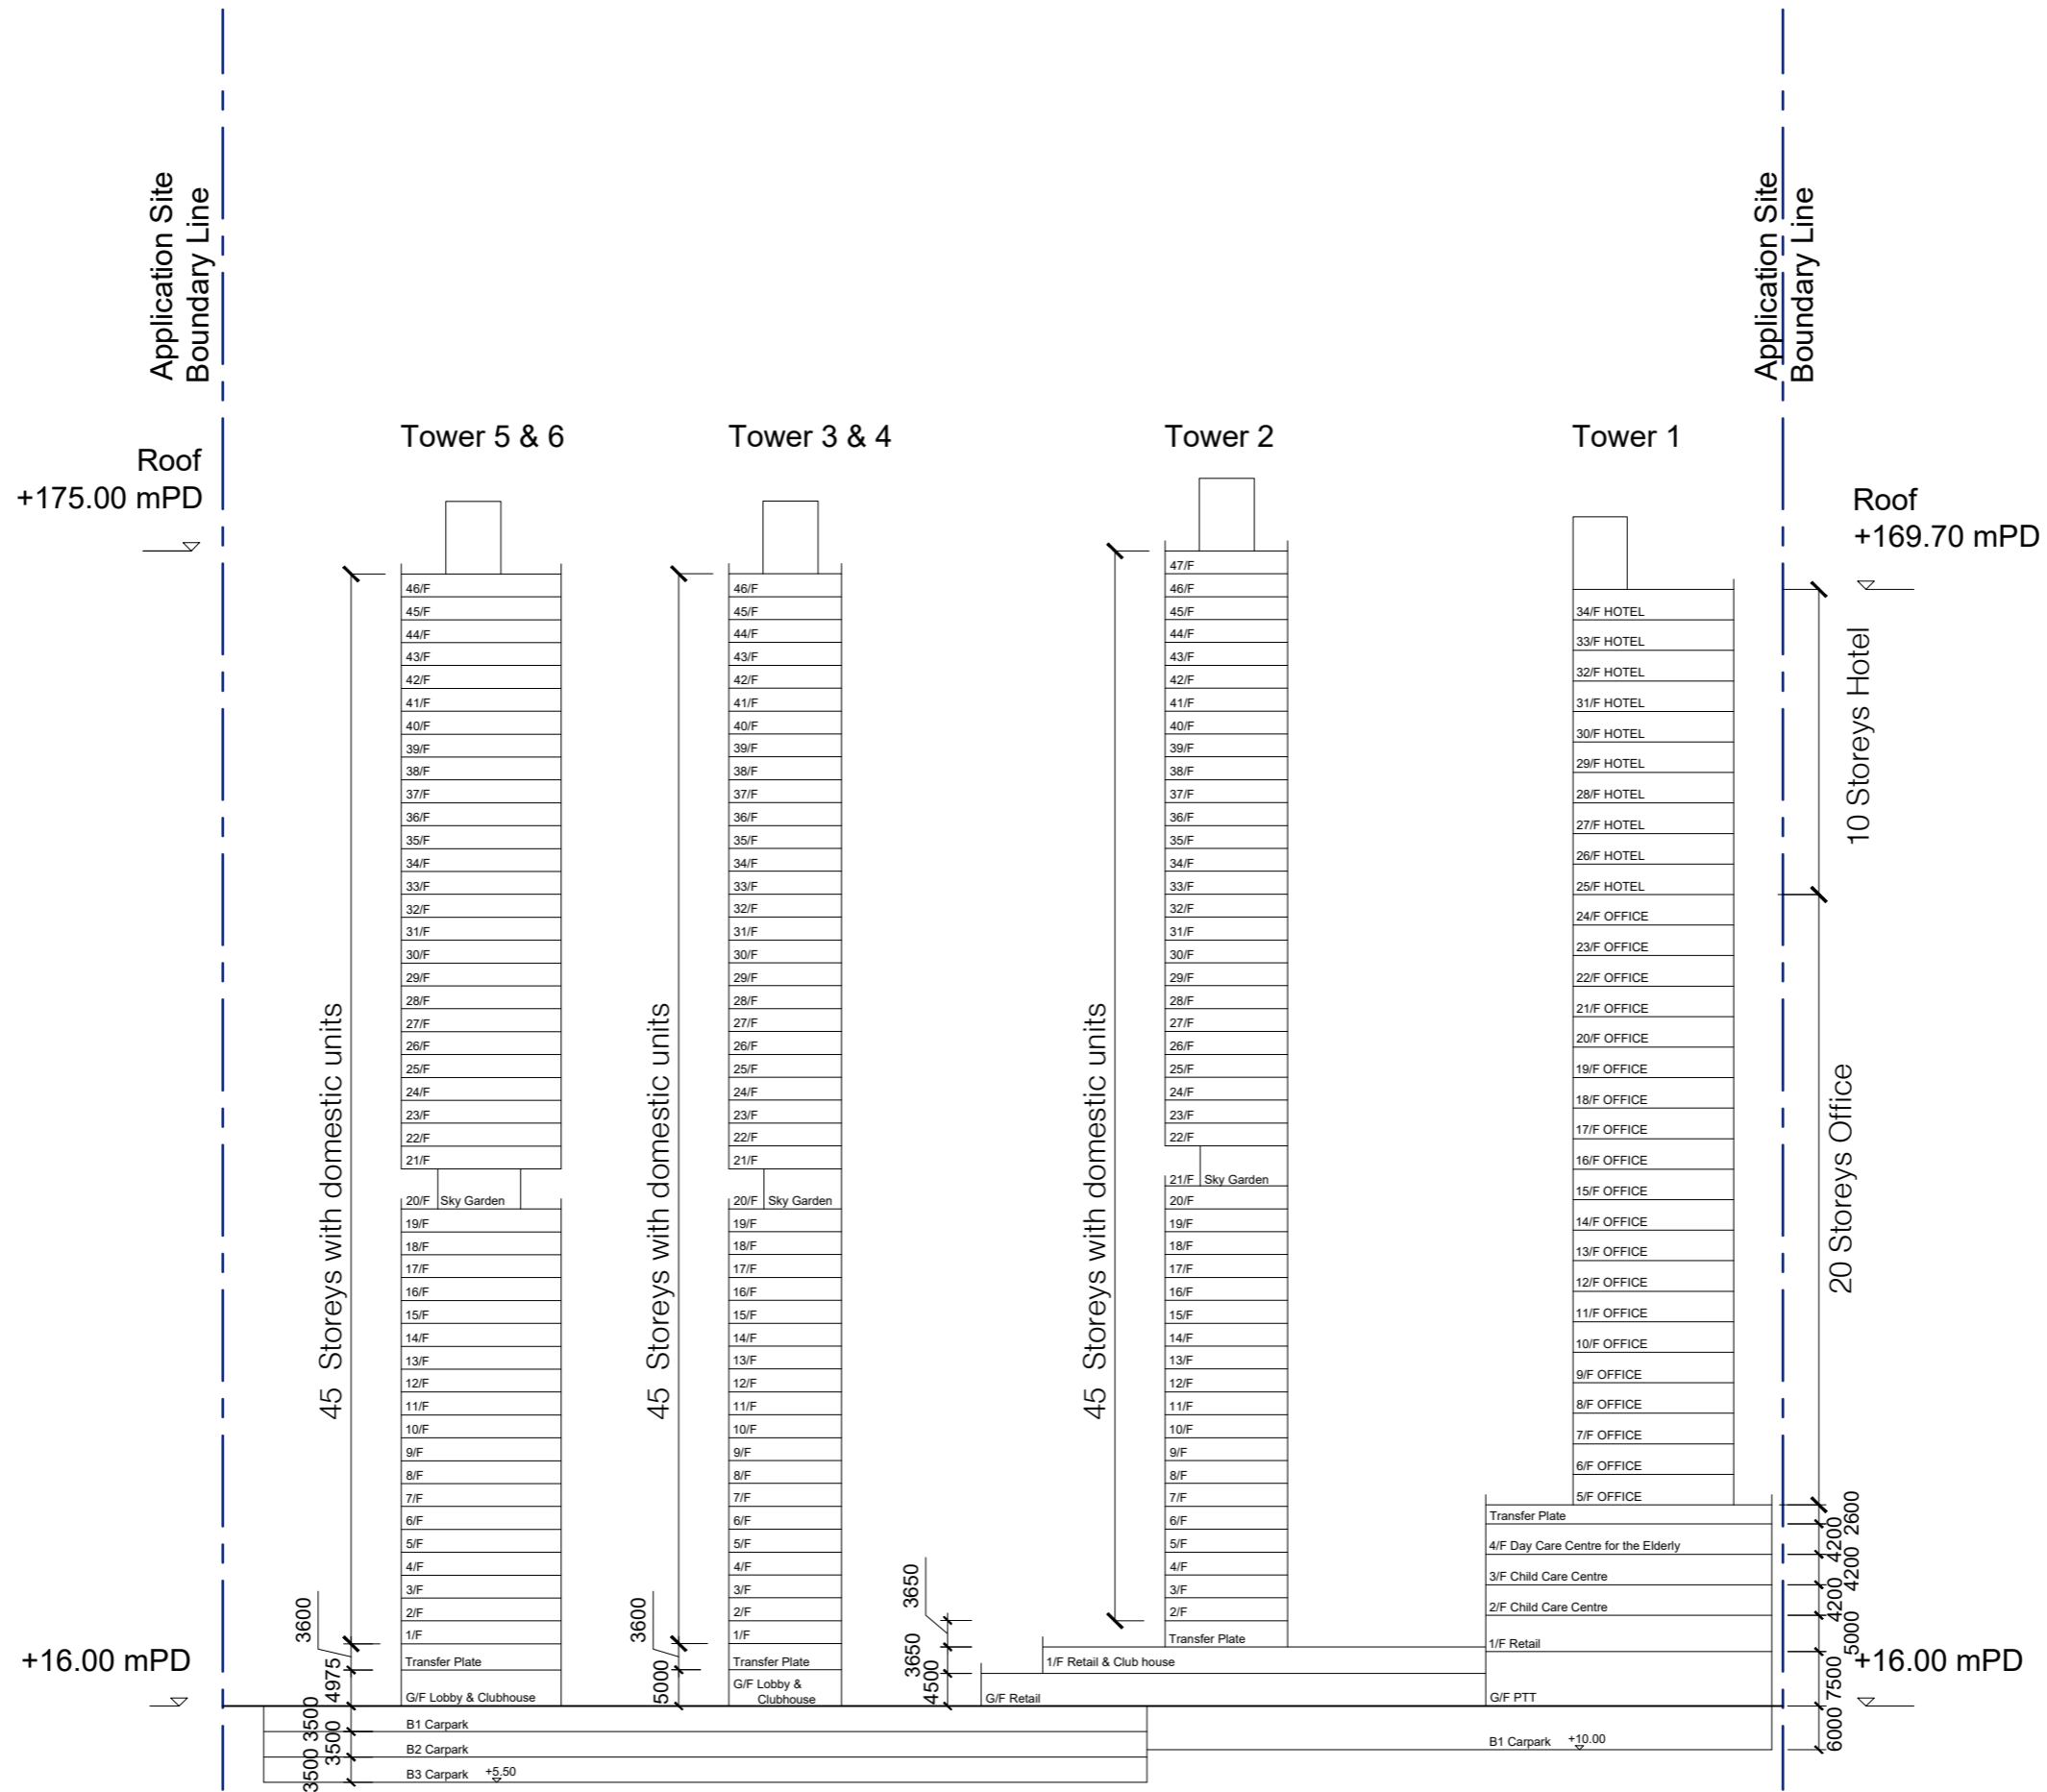 Application Site
Boundary Line
Application Site
Boundary Line
Tower 5 & 6
Tower 3 & 4
Tower 2
Tower 1
Roof
+175.00 mPD
Roof
+169.70 mPD
46/F
45/F
44/F
43/F
42/F
41/F
40/F
39/F
38/F
37/F
36/F
35/F
34/F
33/F
32/F
31/F
30/F
29/F
28/F
27/F
26/F
25/F
24/F
23/F
22/F
21/F
20/F Sky Garden
19/F
18/F
17/F
16/F
15/F
14/F
13/F
12/F
11/F
10/F
9/F
8/F
7/F
6/F
5/F
4/F
3/F
2/F
1/F
Transfer Plate
G/F Lobby & Clubhouse
45 Storeys with domestic units
3600
4975
3500
3500
3500
+16.00 mPD
B1 Carpark
B2 Carpark
B3 Carpark +5.50
46/F
45/F
44/F
43/F
42/F
41/F
40/F
39/F
38/F
37/F
36/F
35/F
34/F
33/F
32/F
31/F
30/F
29/F
28/F
27/F
26/F
25/F
24/F
23/F
22/F
21/F
20/F Sky Garden
19/F
18/F
17/F
16/F
15/F
14/F
13/F
12/F
11/F
10/F
9/F
8/F
7/F
6/F
5/F
4/F
3/F
2/F
1/F
Transfer Plate
G/F Lobby &
Clubhouse
45 Storeys with domestic units
3600
5000
47/F
46/F
45/F
44/F
43/F
42/F
41/F
40/F
39/F
38/F
37/F
36/F
35/F
34/F
33/F
32/F
31/F
30/F
29/F
28/F
27/F
26/F
25/F
24/F
23/F
22/F
21/F Sky Garden
20/F
19/F
18/F
17/F
16/F
15/F
14/F
13/F
12/F
11/F
10/F
9/F
8/F
7/F
6/F
5/F
4/F
3/F
2/F
Transfer Plate
1/F Retail & Club house
G/F Retail
45 Storeys with domestic units
3650
3650
4500
34/F HOTEL
33/F HOTEL
32/F HOTEL
31/F HOTEL
30/F HOTEL
29/F HOTEL
28/F HOTEL
27/F HOTEL
26/F HOTEL
25/F HOTEL
24/F OFFICE
23/F OFFICE
22/F OFFICE
21/F OFFICE
20/F OFFICE
19/F OFFICE
18/F OFFICE
17/F OFFICE
16/F OFFICE
15/F OFFICE
14/F OFFICE
13/F OFFICE
12/F OFFICE
11/F OFFICE
10/F OFFICE
9/F OFFICE
8/F OFFICE
7/F OFFICE
6/F OFFICE
5/F OFFICE
Transfer Plate
4/F Day Care Centre for the Elderly
3/F Child Care Centre
2/F Child Care Centre
1/F Retail
G/F PTT
B1 Carpark +10.00
10 Storeys Hotel
20 Storeys Office
2600
4200
4200
4200
5000
7500
6000
+16.00 mPD